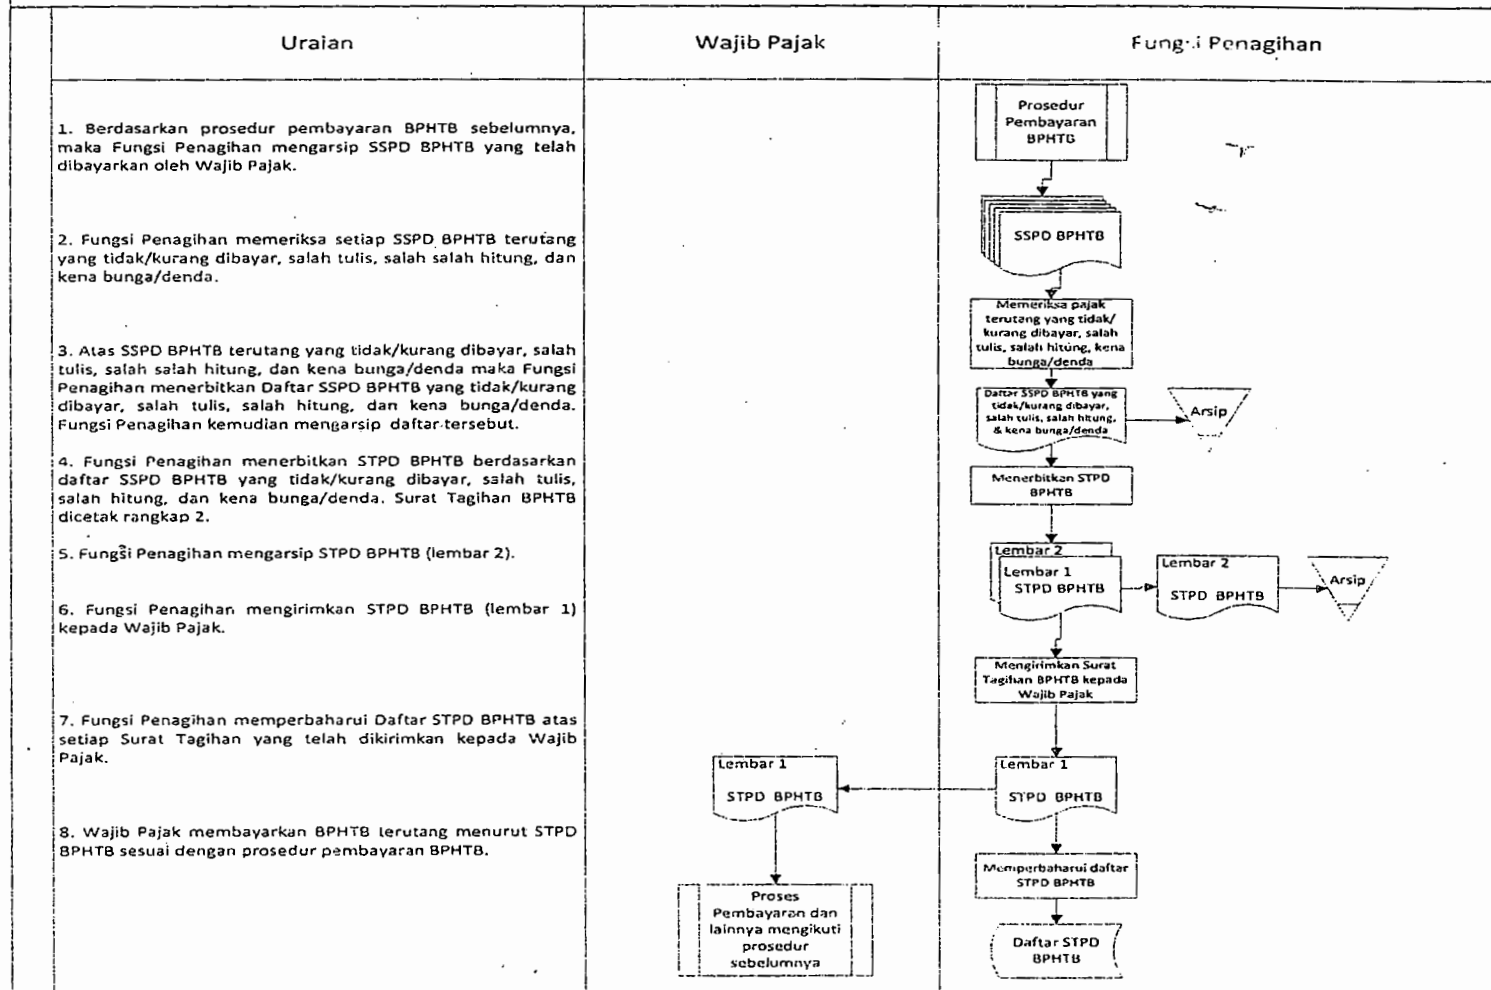 Uraian
Wajib Pajak
Fungsi Penagihan
1. Berdasarkan prosedur pembayaran BPHTB sebelumnya,
maka Fungsi Penagihan mengarsip SSPD BPHTB yang telah
dibayarkan oleh Wajib Pajak.
2. Fungsi Penagihan memeriksa setiap SSPD BPHTB terutang
yang tidak/kurang dibayar, salah tulis, salah salah hitung, dan
kena bunga/denda.
3. Atas SSPD BPHTB terutang yang tidak/kurang dibayar, salah
tulis, salah salah hitung, dan kena bunga/denda maka Fungsi
Penagihan menerbitkan Daftar SSPD BPHTB yang tidak/kurang
dibayar, salah tulis, salah hitung, dan kena bunga/denda.
Fungsi Penagihan kemudian mengarsip daftar tersebut.
4. Fungsi Penagihan menerbitkan STPD BPHTB berdasarkan
daftar SSPD BPHTB yang tidak/kurang dibayar, salah tulis,
salah hitung, dan kena bunga/denda. Surat Tagihan BPHTB
dicetak rangkap 2.
5. Fungsi Penagihan mengarsip STPD BPHTB (lembar 2).
6. Fungsi Penagihan mengirimkan STPD BPHTB (lembar 1)
kepada Wajib Pajak.
7. Fungsi Penagihan memperbaharui Daftar STPD BPHTB atas
setiap Surat Tagihan yang telah dikirimkan kepada Wajib
Pajak.
8. Wajib Pajak membayarkan BPHTB terutang menurut STPD
BPHTB sesuai dengan prosedur pembayaran BPHTB.
Lembar 1
STPD BPHTB
Proses
Pembayaran dan
lainnya mengikuti
prosedur
sebelumnya
Prosedur
Pembayaran
BPHTB
SSPD BPHTB
Memeriksa pajak
terutang yang tidak/
kurang dibayar, salah
tulis, salah hitung, kena
bunga/denda
Daftar SSPD BPHTB yang
tidak/kurang dibayar,
salah tulis, salah hitung,
& kena bunga/denda
Arsip
Menerbitkan STPD
BPHTB
Lembar 2
Lembar 1
STPD BPHTB
Lembar 2
STPD BPHTB
Arsip
Mengirimkan Surat
Tagihan BPHTB kepada
Wajib Pajak
Lembar 1
STPD BPHTB
Memperbaharui daftar
STPD BPHTB
Daftar STPD
BPHTB